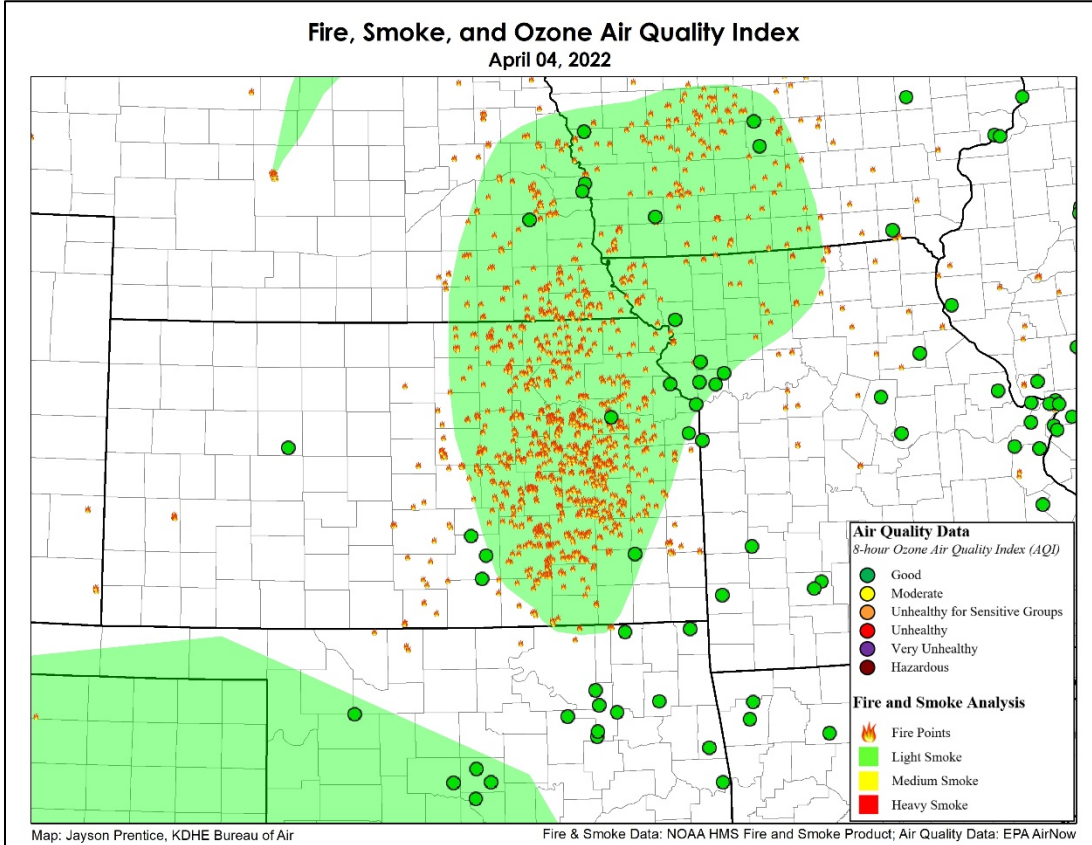 Fire, Smoke, and Ozone Air Quality Index
April 04, 2022
Air Quality Data
8-hour Ozone Air Quality Index (AQI)
Good
Moderate
Unhealthy for Sensitive Groups
Unhealthy
Very Unhealthy
Hazardous
Fire and Smoke Analysis
Fire Points
Light Smoke
Medium Smoke
Heavy Smoke
Map: Jayson Prentice, KDHE Bureau of Air
Fire & Smoke Data: NOAA HMS Fire and Smoke Product; Air Quality Data: EPA AirNow